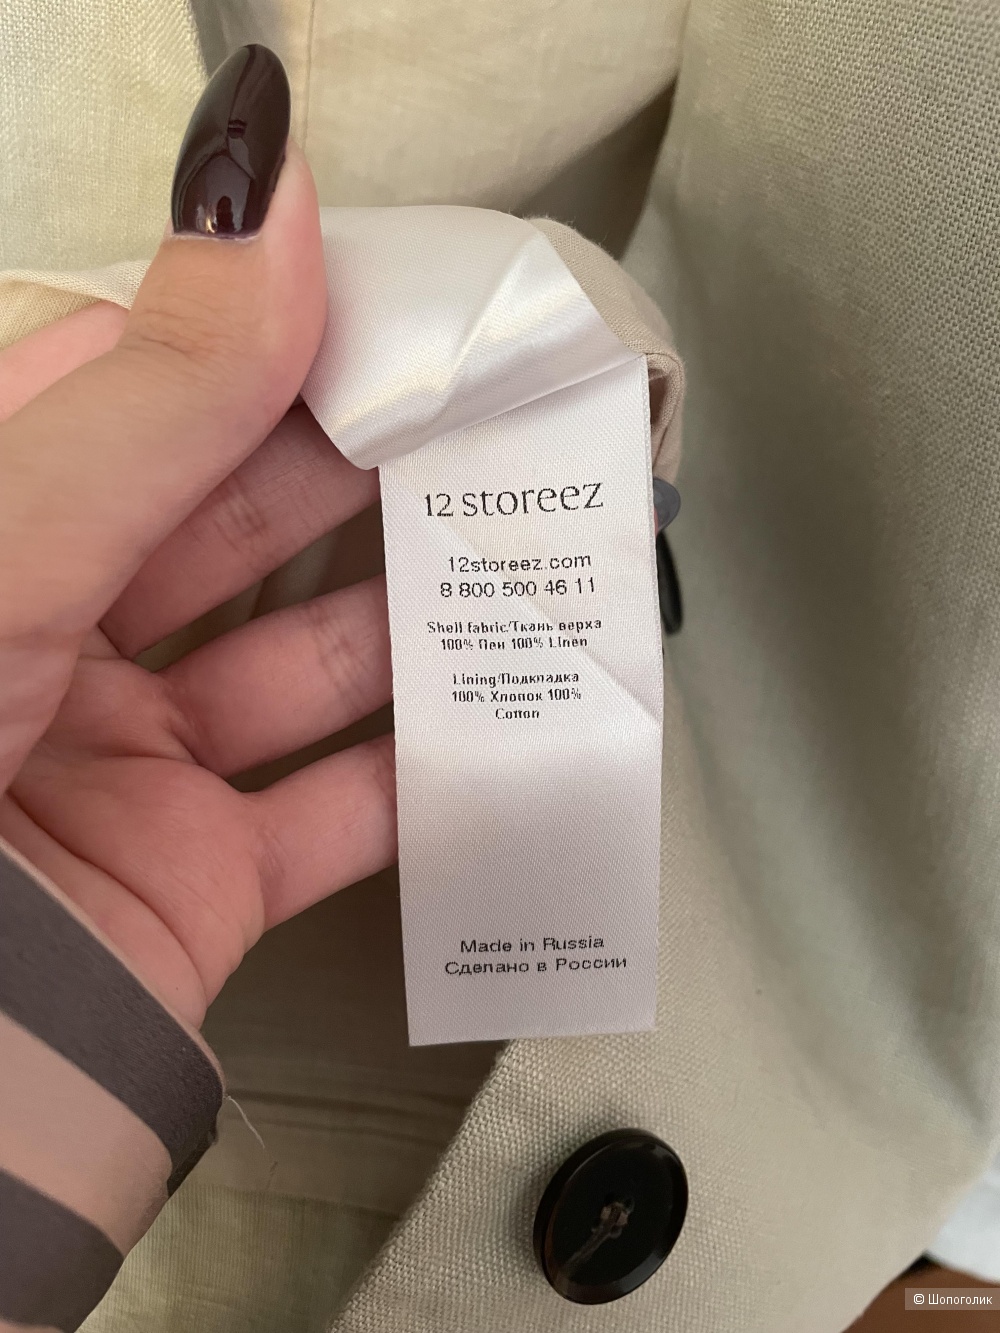 12 storeez
12storeez.com
8 800 500 46 11
Shell fabric/Ткань верха
100% Лен 100% Linen
Lining/Подкладка
100% Хлопок 100%
Cotton
Made in Russia
Сделано в России
© Шопоголик